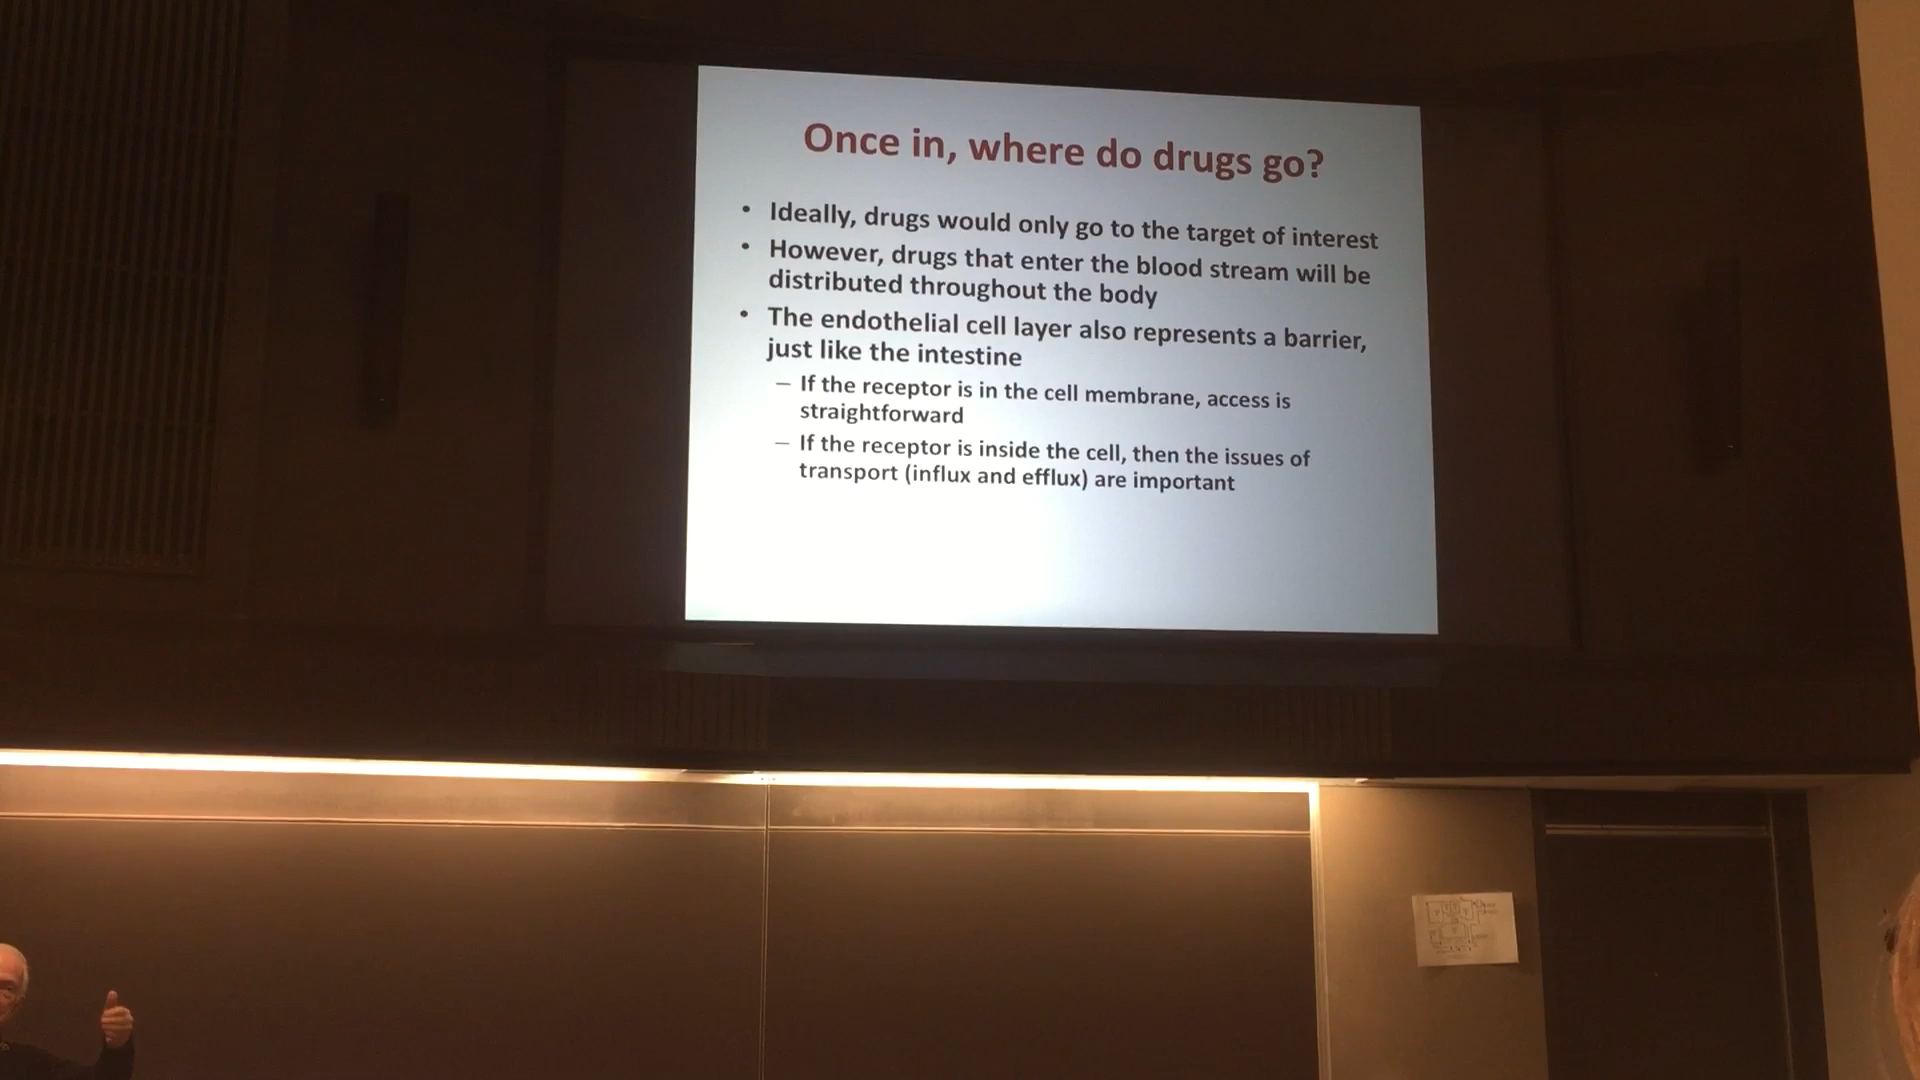 Once in, where do drugs go?
• Ideally, drugs would only go to the target of interest
• However, drugs that enter the blood stream will be
distributed throughout the body
• The endothelial cell layer also represents a barrier,
just like the intestine
– If the receptor is in the cell membrane, access is
straightforward
– If the receptor is inside the cell, then the issues of
transport (influx and efflux) are important